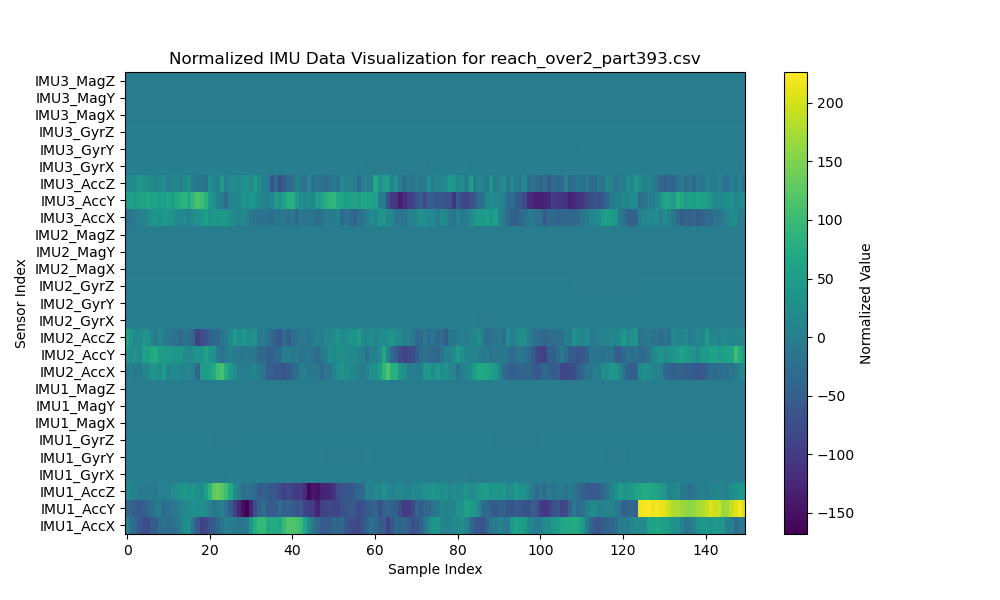 Normalized IMU Data Visualization for reach_over2_part393.csv
IMU3_MagZ
IMU3_MagY
IMU3_MagX
IMU3_GyrZ
IMU3_GyrY
IMU3_GyrX
IMU3_AccZ
IMU3_AccY
IMU3_AccX
IMU2_MagZ
IMU2_MagY
IMU2_MagX
IMU2_GyrZ
IMU2_GyrY
IMU2_GyrX
IMU2_AccZ
IMU2_AccY
IMU2_AccX
IMU1_MagZ
IMU1_MagY
IMU1_MagX
IMU1_GyrZ
IMU1_GyrY
IMU1_GyrX
IMU1_AccZ
IMU1_AccY
IMU1_AccX
Sensor Index
0 20 40 60 80 100 120 140
Sample Index
200
150
100
50
0
−50
−100
−150
Normalized Value